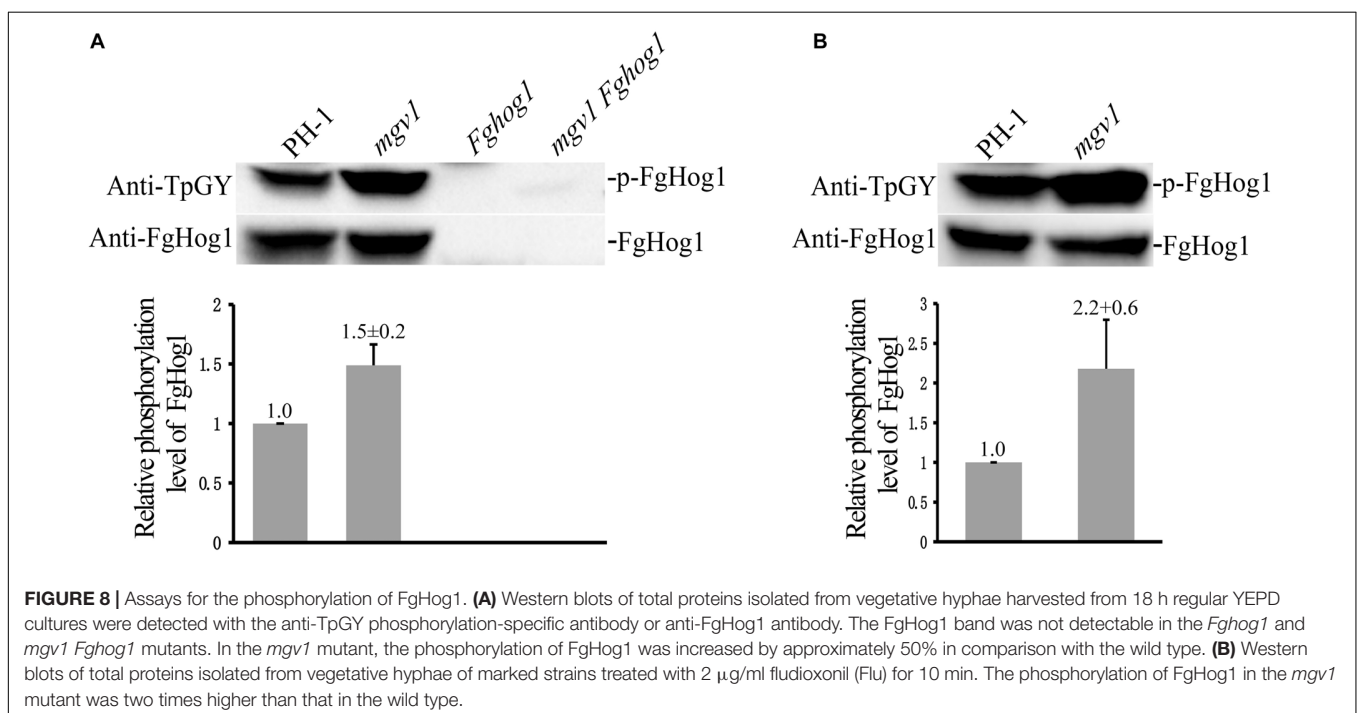 A
B
PH-1 mgv1 Fghog1 mgv1 Fghog1
PH-1 mgv1
Anti-TpGY -p-FgHog1
Anti-FgHog1 -FgHog1
Anti-TpGY -p-FgHog1
Anti-FgHog1 -FgHog1
Relative phosphorylation
level of FgHog1
2
1.5
1
0.5
0
1.0
1.5±0.2
Relative phosphorylation
level of FgHog1
3
2.5
2
1.5
1
0.5
0
1.0
2.2+0.6
FIGURE 8 | Assays for the phosphorylation of FgHog1. (A) Western blots of total proteins isolated from vegetative hyphae harvested from 18 h regular YEPD
cultures were detected with the anti-TpGY phosphorylation-specific antibody or anti-FgHog1 antibody. The FgHog1 band was not detectable in the Fghog1 and
mgv1 Fghog1 mutants. In the mgv1 mutant, the phosphorylation of FgHog1 was increased by approximately 50% in comparison with the wild type. (B) Western
blots of total proteins isolated from vegetative hyphae of marked strains treated with 2 μg/ml fludioxonil (Flu) for 10 min. The phosphorylation of FgHog1 in the mgv1
mutant was two times higher than that in the wild type.